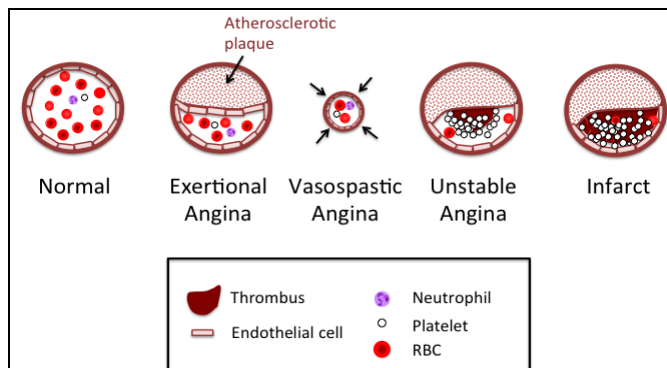 Atherosclerotic
plaque
Normal
Exertional
Angina
Vasospastic
Angina
Unstable
Angina
Infarct
Thrombus
Endothelial cell
Neutrophil
Platelet
RBC